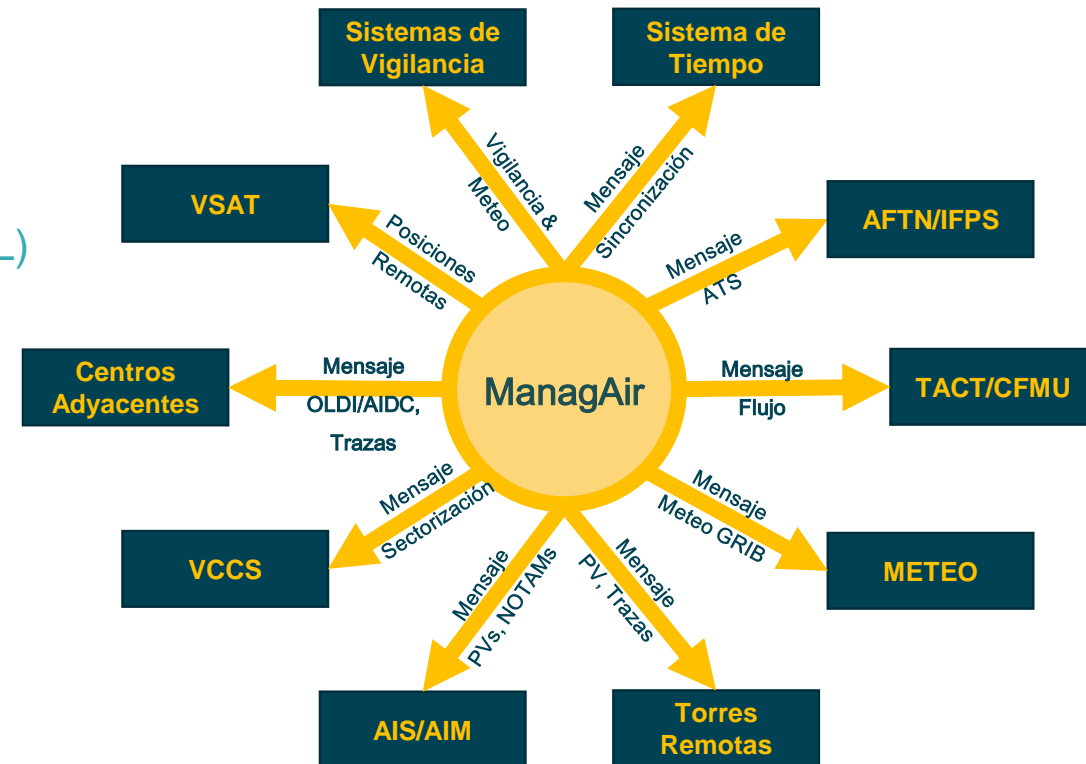 Sistemas de
Vigilancia
Sistema de
Tiempo
Vigilancia &
Meteo
Mensaje
Sincronización
VSAT
AFTN/IFPS
L)
Posiciones
Remotas
Mensaje
ATS
Centros
Adyacentes
Mensaje
OLDI/AIDC,
Trazas
ManagAir
Mensaje
Flujo
TACT/CFMU
VCCS
Mensaje
Sectorización
Mensaje
Meteo GRIB
METEO
Mensaje
PVs, NOTAMs
Mensaje
PV, Trazas
AIS/AIM
Torres
Remotas